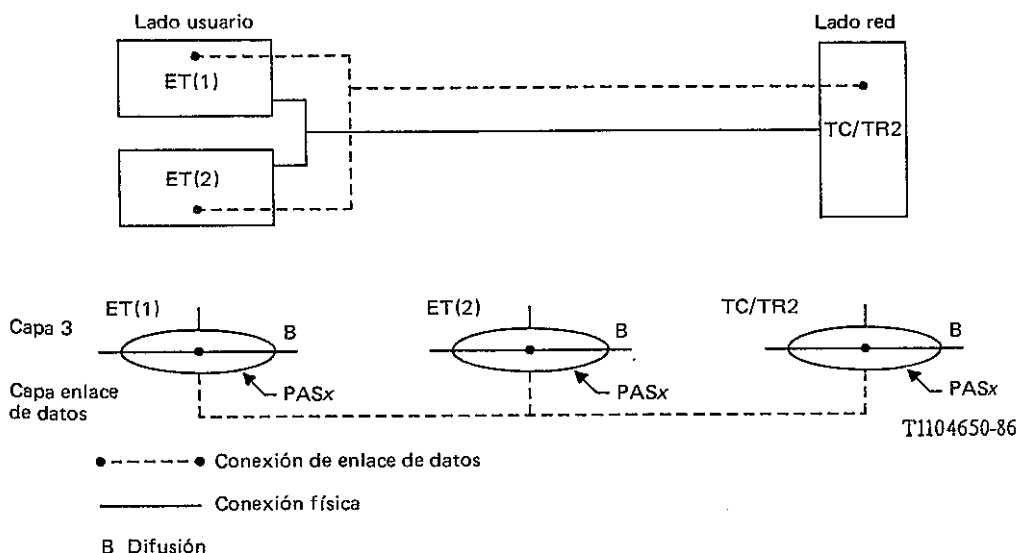 Lado usuario
Lado red
ET(1)
TC/TR2
ET(2)
ET(1)
ET(2)
TC/TR2
Capa 3
B
B
B
Capa enlace
de datos
PASx
PASx
PASx
T1104650-86
Conexión de enlace de datos
Conexión física
B Difusión